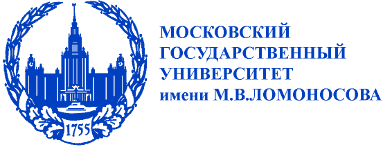 МОСКОВСКИЙ
ГОСУДАРСТВЕННЫЙ
УНИВЕРСИТЕТ
имени М.В.ЛОМОНОСОВА
1755